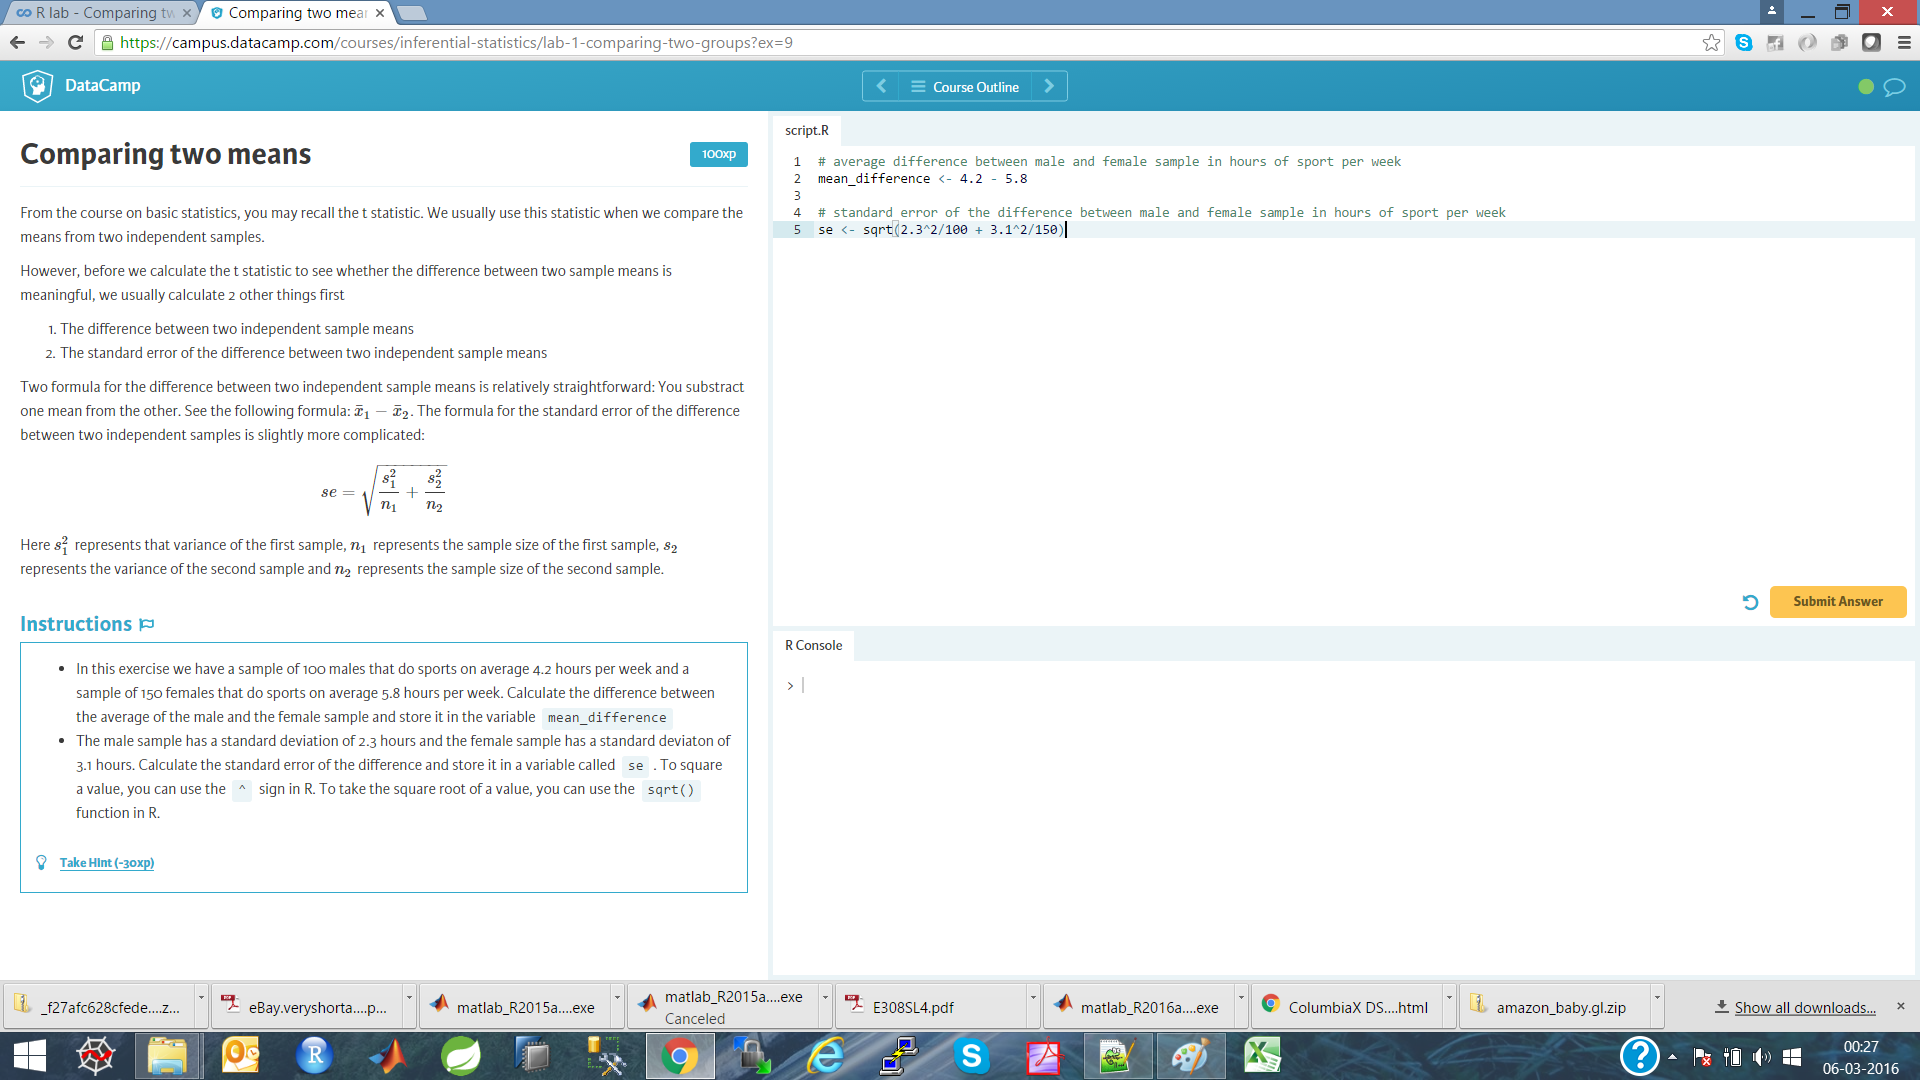 R lab - Comparing tw
Comparing two mea
https://campus.datacamp.com/courses/inferential-statistics/lab-1-comparing-two-groups?ex=9
DataCamp
Course Outline
Comparing two means
100xp
From the course on basic statistics, you may recall the t statistic. We usually use this statistic when we compare the
means from two independent samples.
However, before we calculate the t statistic to see whether the difference between two sample means is
meaningful, we usually calculate 2 other things first
1. The difference between two independent sample means
2. The standard error of the difference between two independent sample means
Two formula for the difference between two independent sample means is relatively straightforward: You substract
one mean from the other. See the following formula: x̄₁ − x̄₂. The formula for the standard error of the difference
between two independent samples is slightly more complicated:
se = √(s₁²/n₁ + s₂²/n₂)
Here s₁² represents that variance of the first sample, n₁ represents the sample size of the first sample, s₂
represents the variance of the second sample and n₂ represents the sample size of the second sample.
Instructions
• In this exercise we have a sample of 100 males that do sports on average 4.2 hours per week and a
sample of 150 females that do sports on average 5.8 hours per week. Calculate the difference between
the average of the male and the female sample and store it in the variable mean_difference
• The male sample has a standard deviation of 2.3 hours and the female sample has a standard deviaton of
3.1 hours. Calculate the standard error of the difference and store it in a variable called se . To square
a value, you can use the ^ sign in R. To take the square root of a value, you can use the sqrt()
function in R.
Take Hint (-30xp)
script.R
1 # average difference between male and female sample in hours of sport per week
2 mean_difference <- 4.2 - 5.8
3
4 # standard error of the difference between male and female sample in hours of sport per week
5 se <- sqrt(2.3^2/100 + 3.1^2/150)
Submit Answer
R Console
>
_f27afc628cfede....z...
eBay.veryshorta....p...
matlab_R2015a....exe
matlab_R2015a....exe
Canceled
E308SL4.pdf
matlab_R2016a....exe
ColumbiaX DS....html
amazon_baby.gl.zip
Show all downloads...
00:27
06-03-2016